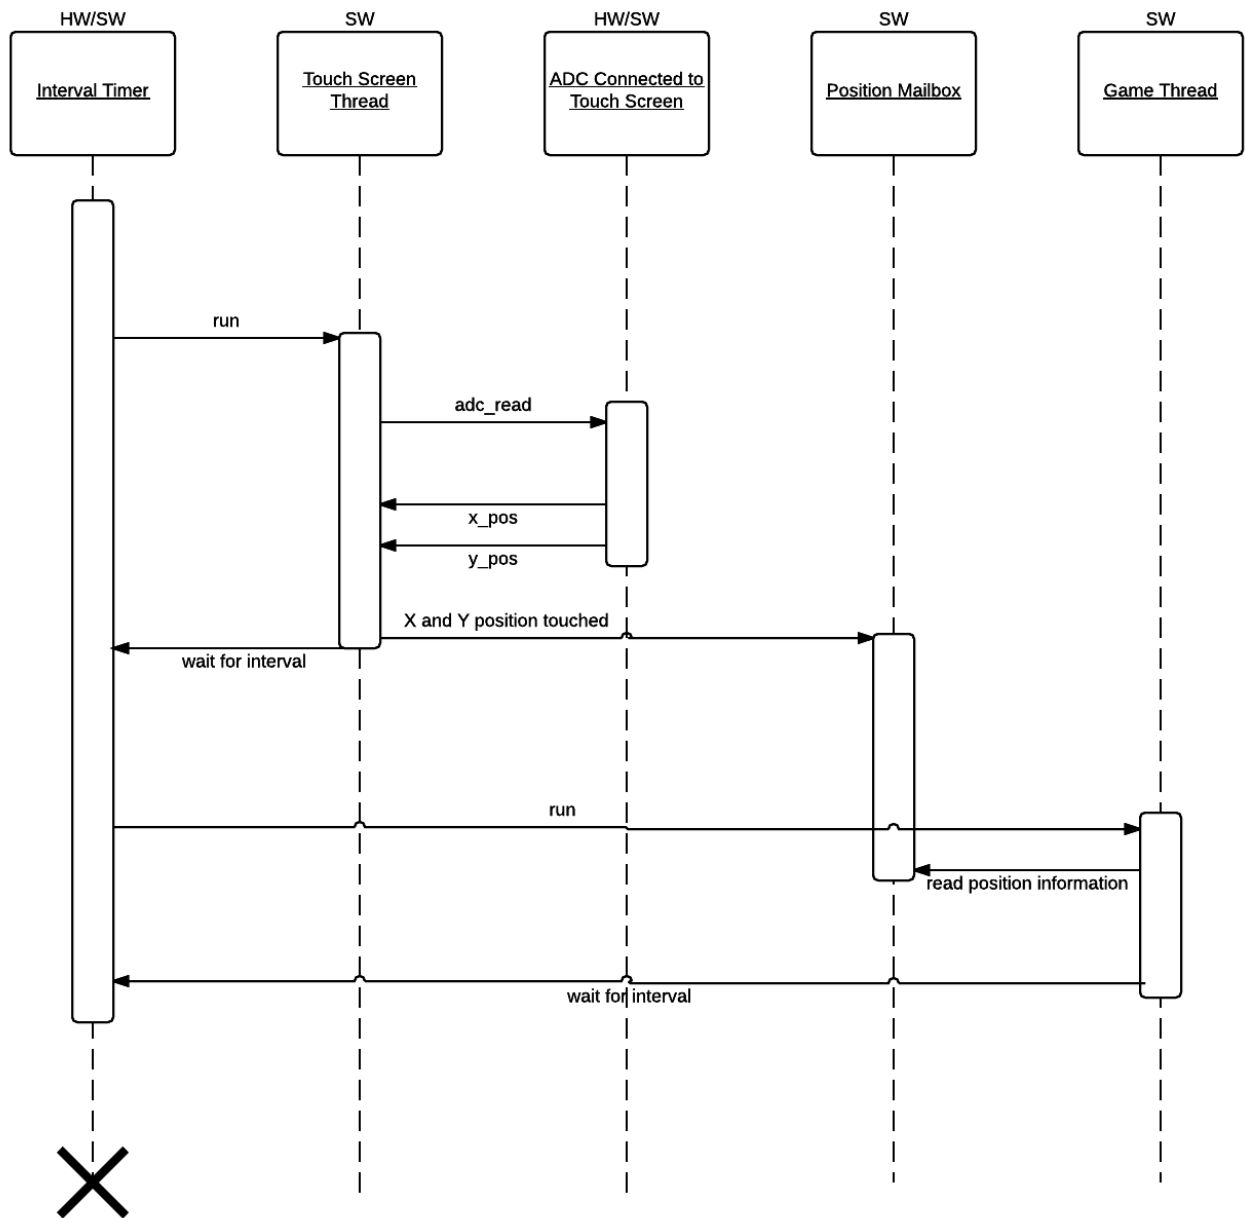 HW/SW
SW
HW/SW
SW
SW
Interval Timer
Touch Screen
Thread
ADC Connected to
Touch Screen
Position Mailbox
Game Thread
run
adc_read
x_pos
y_pos
X and Y position touched
wait for interval
run
read position information
wait for interval